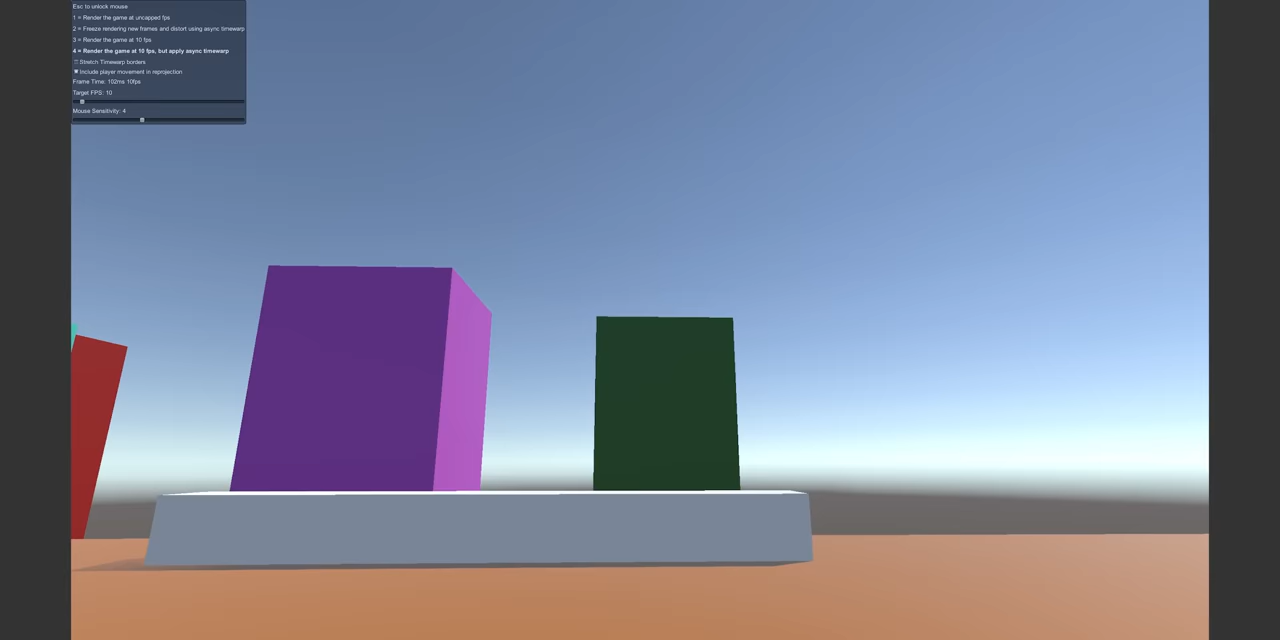 Esc to unlock mouse
1 = Render the game at uncapped fps
2 = Freeze rendering new frames and distort using async timewarp
3 = Render the game at 10 fps
4 = Render the game at 10 fps, but apply async timewarp
Stretch Timewarp borders
Include player movement in reprojection
Frame Time: 102ms 10fps
Target FPS: 10
Mouse Sensitivity: 4